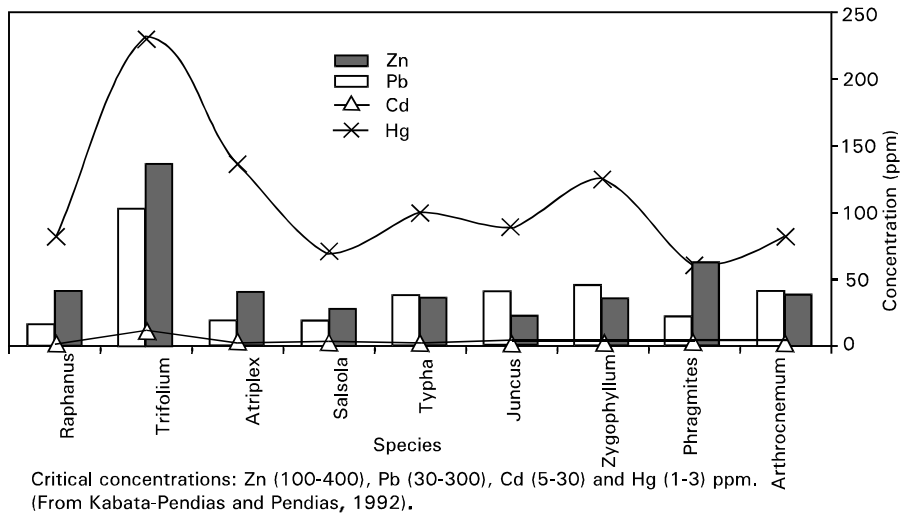 250
200
150
100
50
0
Concentration (ppm)
Zn
Pb
Cd
Hg
Raphanus
Trifolium
Atriplex
Salsola
Typha
Juncus
Zygophyllum
Phragmites
Arthrocnemum
Species
Critical concentrations: Zn (100-400), Pb (30-300), Cd (5-30) and Hg (1-3) ppm.
(From Kabata-Pendias and Pendias, 1992).